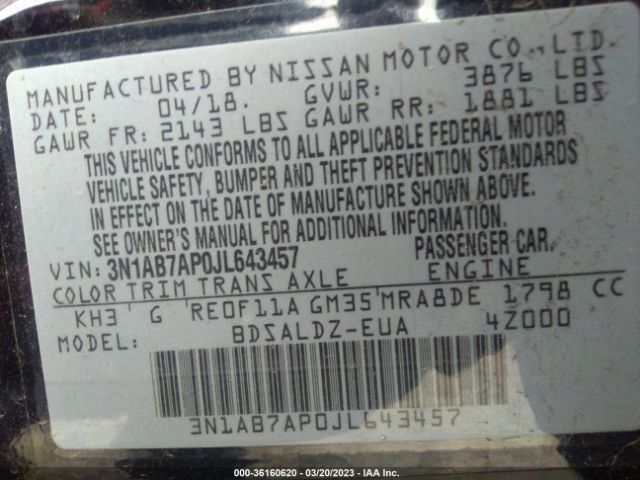 MANUFACTURED BY NISSAN MOTOR CO., LTD.
DATE: 04/18. GVWR: 3876 LBS
GAWR FR: 2143 LBS GAWR RR: 1881 LBS
THIS VEHICLE CONFORMS TO ALL APPLICABLE FEDERAL MOTOR
VEHICLE SAFETY, BUMPER AND THEFT PREVENTION STANDARDS
IN EFFECT ON THE DATE OF MANUFACTURE SHOWN ABOVE.
SEE OWNER'S MANUAL FOR ADDITIONAL INFORMATION.
VIN: 3N1AB7AP0JL643457 PASSENGER CAR.
COLOR TRIM TRANS AXLE ENGINE
KH3 G RE0F11A GM35 MRA8DE 1798 CC
MODEL: BDSALDZ-EUA 4Z000
3N1AB7AP0JL643457
000-36160620 — 03/20/2023 — IAA Inc.